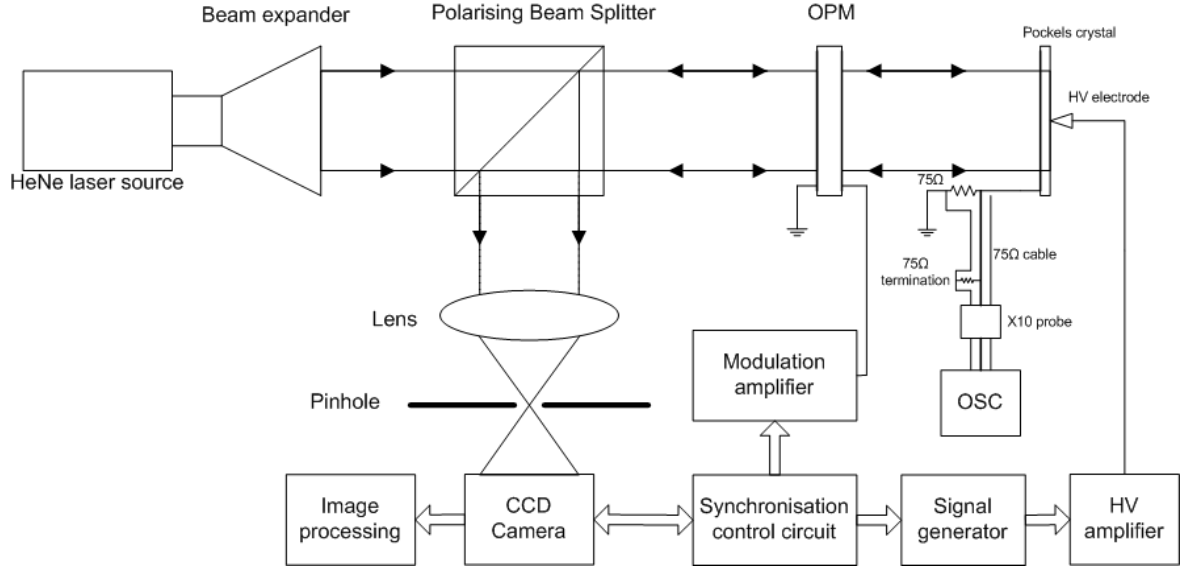 Beam expander
Polarising Beam Splitter
OPM
Pockels crystal
HV electrode
HeNe laser source
75Ω
75Ω
termination
75Ω cable
X10 probe
Lens
Modulation
amplifier
OSC
Pinhole
Image
processing
CCD
Camera
Synchronisation
control circuit
Signal
generator
HV
amplifier